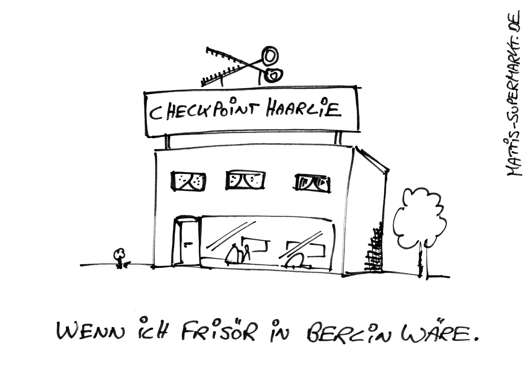 CHECKPOINT HAARLIE
WENN ICH FRISÖR IN BERLIN WÄRE.
MATTIS-SUPERMARKT.DE